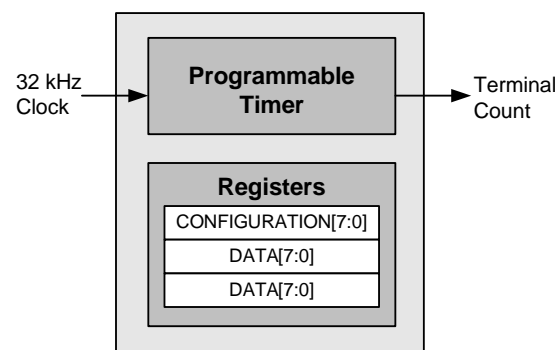 32 kHz
Clock
Programmable
Timer
Terminal
Count
Registers
CONFIGURATION[7:0]
DATA[7:0]
DATA[7:0]